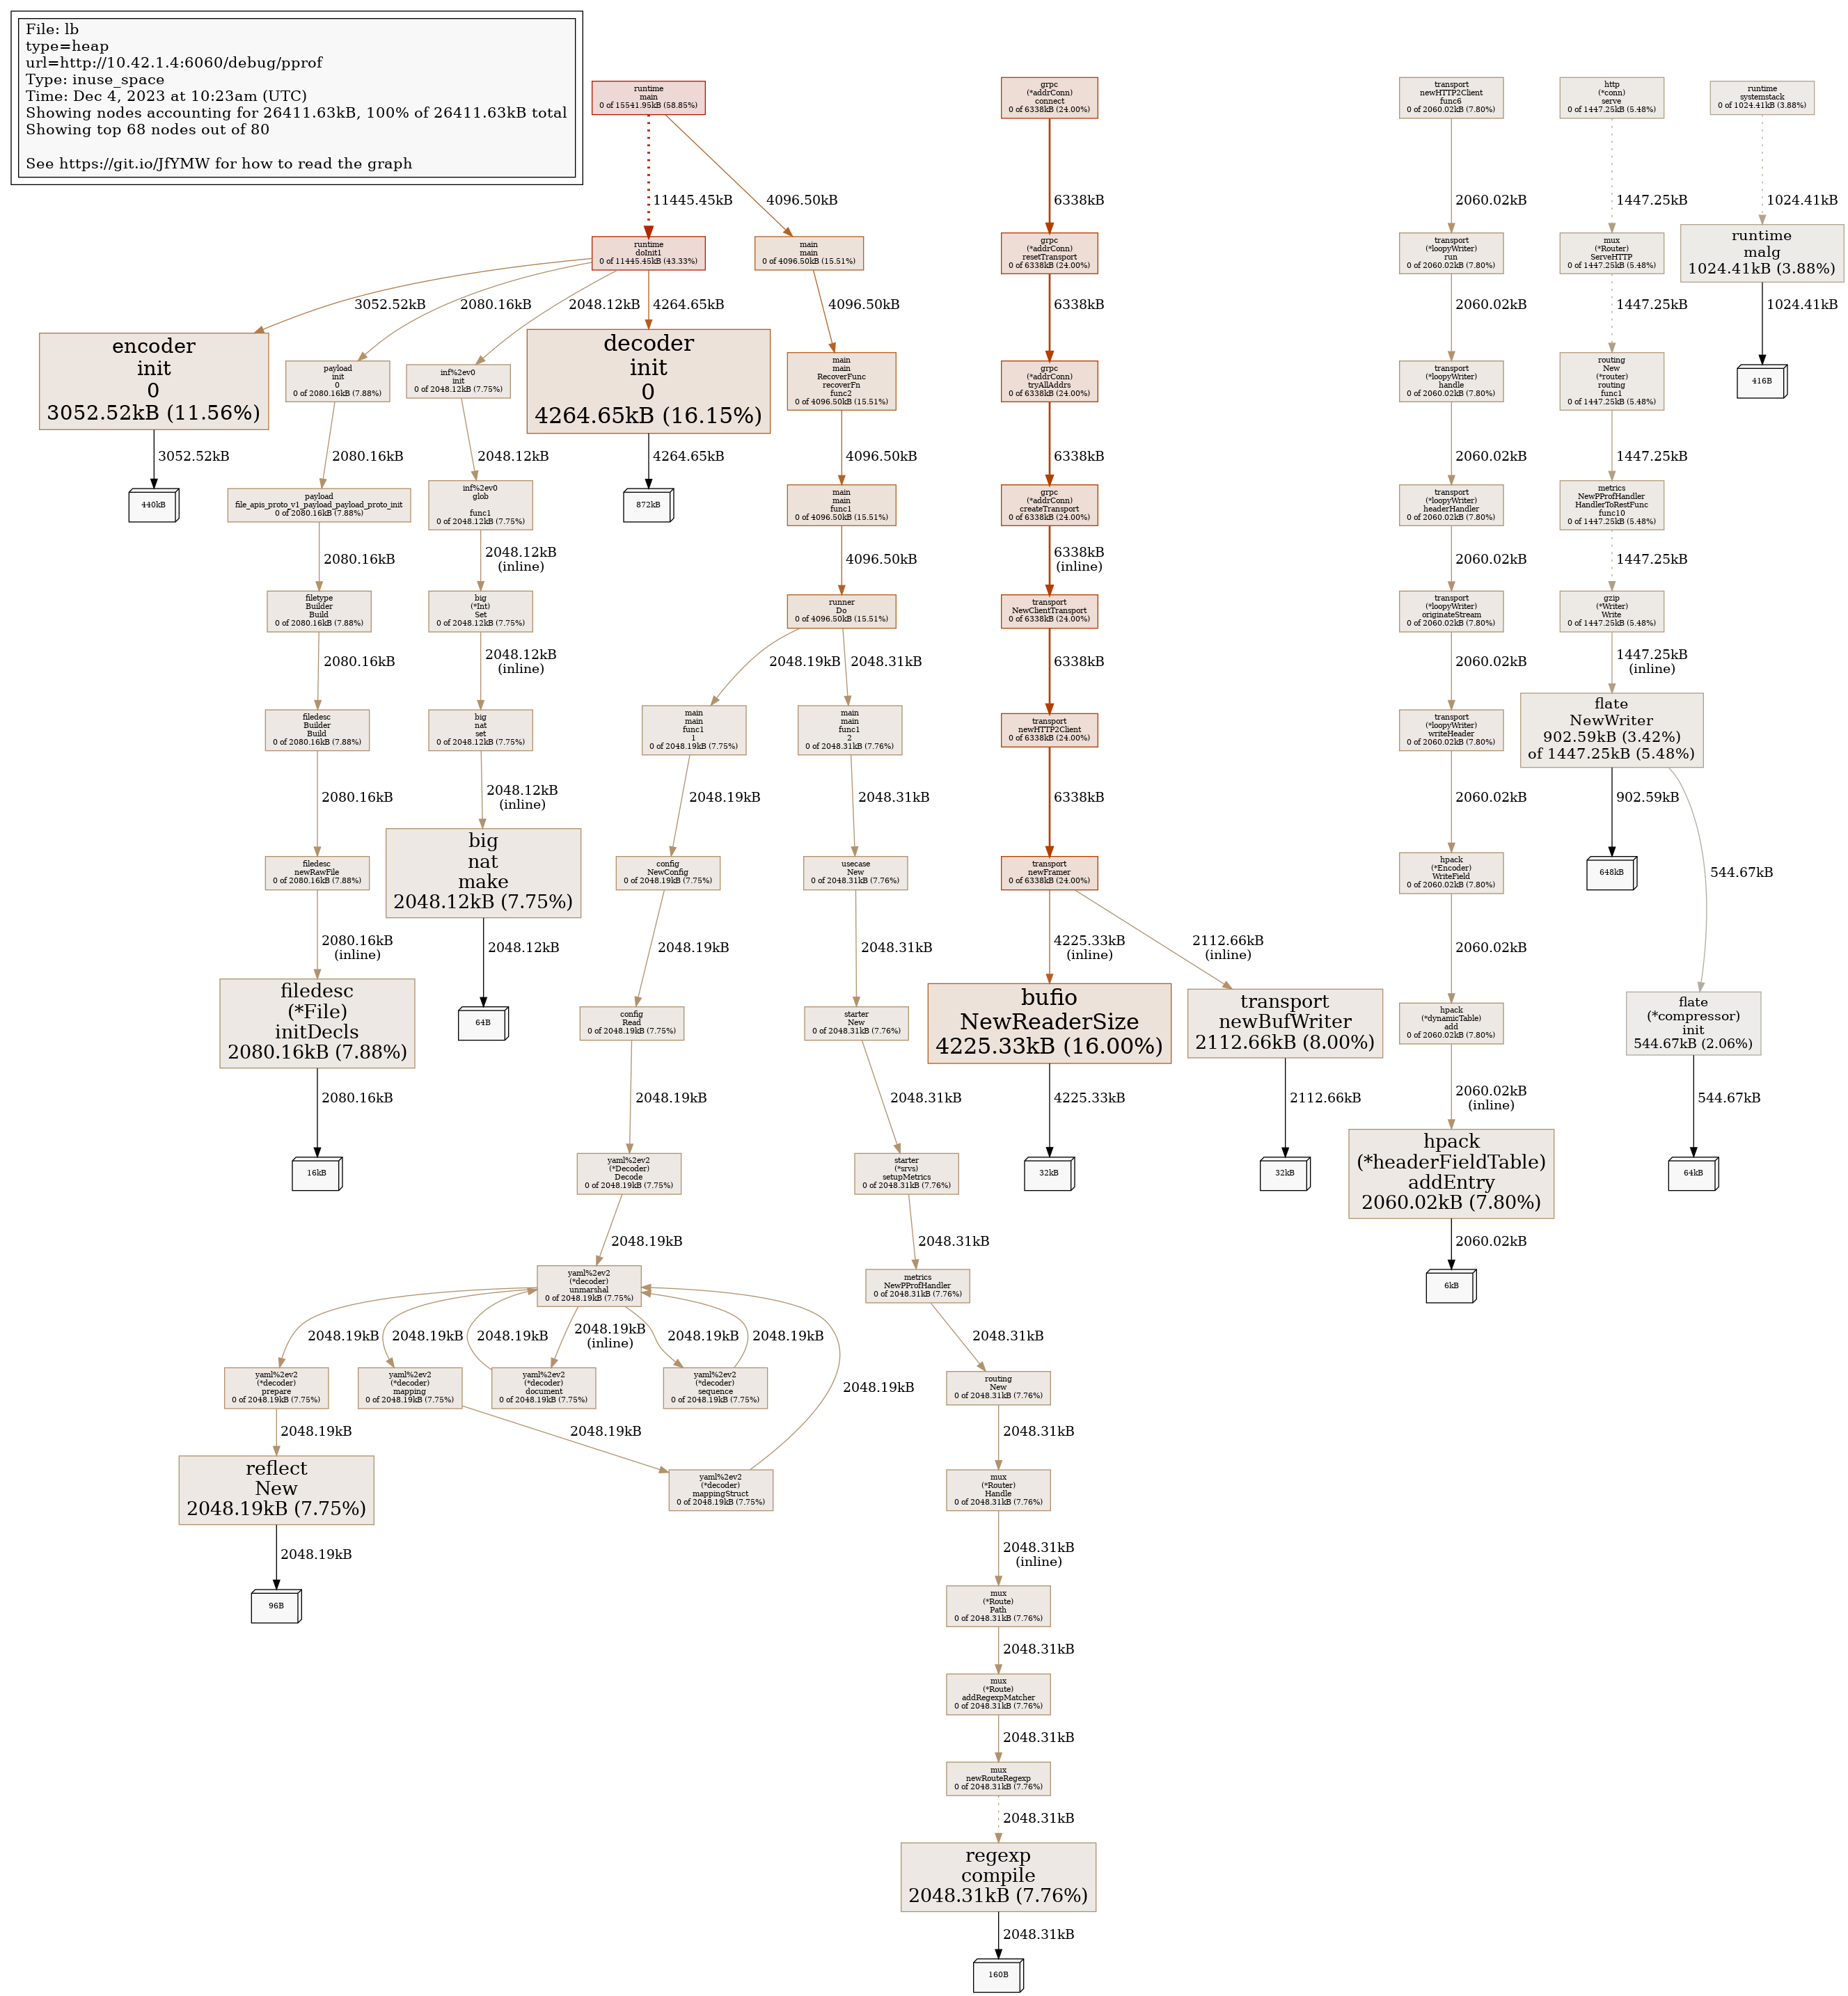 File: lb
type=heap
url=http://10.42.1.4:6060/debug/pprof
Type: inuse_space
Time: Dec 4, 2023 at 10:23am (UTC)
Showing nodes accounting for 26411.63kB, 100% of 26411.63kB total
Showing top 68 nodes out of 80
See https://git.io/JfYMW for how to read the graph
runtime
main
0 of 15541.95kB (58.85%)
11445.45kB
4096.50kB
runtime
doInit1
0 of 11445.45kB (43.33%)
3052.52kB
2080.16kB
2048.12kB
4264.65kB
encoder
init
0
3052.52kB (11.56%)
3052.52kB
440kB
payload
init
0
0 of 2080.16kB (7.88%)
2080.16kB
payload
file_apis_proto_v1_payload_payload_proto_init
0 of 2080.16kB (7.88%)
2080.16kB
filetype
Builder
Build
0 of 2080.16kB (7.88%)
2080.16kB
filedesc
Builder
Build
0 of 2080.16kB (7.88%)
2080.16kB
filedesc
newRawFile
0 of 2080.16kB (7.88%)
2080.16kB
(inline)
filedesc
(*File)
initDecls
2080.16kB (7.88%)
2080.16kB
16kB
inf%2ev0
init
0 of 2048.12kB (7.75%)
2048.12kB
inf%2ev0
glob
func1
0 of 2048.12kB (7.75%)
2048.12kB
(inline)
big
(*Int)
Set
0 of 2048.12kB (7.75%)
2048.12kB
(inline)
big
nat
set
0 of 2048.12kB (7.75%)
2048.12kB
(inline)
big
nat
make
2048.12kB (7.75%)
2048.12kB
64B
decoder
init
0
4264.65kB (16.15%)
4264.65kB
872kB
main
main
0 of 4096.50kB (15.51%)
4096.50kB
main
main
RecoverFunc
recoverFn
func2
0 of 4096.50kB (15.51%)
4096.50kB
main
main
func1
0 of 4096.50kB (15.51%)
4096.50kB
runner
Do
0 of 4096.50kB (15.51%)
2048.19kB
2048.31kB
main
main
func1
1
0 of 2048.19kB (7.75%)
2048.19kB
config
NewConfig
0 of 2048.19kB (7.75%)
2048.19kB
config
Read
0 of 2048.19kB (7.75%)
2048.19kB
yaml%2ev2
(*Decoder)
Decode
0 of 2048.19kB (7.75%)
2048.19kB
yaml%2ev2
(*decoder)
unmarshal
0 of 2048.19kB (7.75%)
2048.19kB
2048.19kB
2048.19kB
2048.19kB
(inline)
2048.19kB
2048.19kB
2048.19kB
yaml%2ev2
(*decoder)
prepare
0 of 2048.19kB (7.75%)
yaml%2ev2
(*decoder)
mapping
0 of 2048.19kB (7.75%)
yaml%2ev2
(*decoder)
document
0 of 2048.19kB (7.75%)
yaml%2ev2
(*decoder)
sequence
0 of 2048.19kB (7.75%)
2048.19kB
2048.19kB
reflect
New
2048.19kB (7.75%)
2048.19kB
96B
yaml%2ev2
(*decoder)
mappingStruct
0 of 2048.19kB (7.75%)
main
main
func1
2
0 of 2048.31kB (7.76%)
2048.31kB
usecase
New
0 of 2048.31kB (7.76%)
2048.31kB
starter
New
0 of 2048.31kB (7.76%)
2048.31kB
starter
(*srvs)
setupMetrics
0 of 2048.31kB (7.76%)
2048.31kB
metrics
NewPProfHandler
0 of 2048.31kB (7.76%)
2048.31kB
routing
New
0 of 2048.31kB (7.76%)
2048.31kB
mux
(*Router)
Handle
0 of 2048.31kB (7.76%)
2048.31kB
(inline)
mux
(*Route)
Path
0 of 2048.31kB (7.76%)
2048.31kB
mux
(*Route)
addRegexpMatcher
0 of 2048.31kB (7.76%)
2048.31kB
mux
newRouteRegexp
0 of 2048.31kB (7.76%)
2048.31kB
regexp
compile
2048.31kB (7.76%)
2048.31kB
160B
grpc
(*addrConn)
connect
0 of 6338kB (24.00%)
6338kB
grpc
(*addrConn)
resetTransport
0 of 6338kB (24.00%)
6338kB
grpc
(*addrConn)
tryAllAddrs
0 of 6338kB (24.00%)
6338kB
grpc
(*addrConn)
createTransport
0 of 6338kB (24.00%)
6338kB
(inline)
transport
NewClientTransport
0 of 6338kB (24.00%)
6338kB
transport
newHTTP2Client
0 of 6338kB (24.00%)
6338kB
transport
newFramer
0 of 6338kB (24.00%)
4225.33kB
(inline)
2112.66kB
(inline)
bufio
NewReaderSize
4225.33kB (16.00%)
4225.33kB
32kB
transport
newBufWriter
2112.66kB (8.00%)
2112.66kB
32kB
transport
newHTTP2Client
func6
0 of 2060.02kB (7.80%)
2060.02kB
transport
(*loopyWriter)
run
0 of 2060.02kB (7.80%)
2060.02kB
transport
(*loopyWriter)
handle
0 of 2060.02kB (7.80%)
2060.02kB
transport
(*loopyWriter)
headerHandler
0 of 2060.02kB (7.80%)
2060.02kB
transport
(*loopyWriter)
originateStream
0 of 2060.02kB (7.80%)
2060.02kB
transport
(*loopyWriter)
writeHeader
0 of 2060.02kB (7.80%)
2060.02kB
hpack
(*Encoder)
WriteField
0 of 2060.02kB (7.80%)
2060.02kB
hpack
(*dynamicTable)
add
0 of 2060.02kB (7.80%)
2060.02kB
(inline)
hpack
(*headerFieldTable)
addEntry
2060.02kB (7.80%)
2060.02kB
6kB
http
(*conn)
serve
0 of 1447.25kB (5.48%)
1447.25kB
mux
(*Router)
ServeHTTP
0 of 1447.25kB (5.48%)
1447.25kB
routing
New
(*router)
routing
func1
0 of 1447.25kB (5.48%)
1447.25kB
metrics
NewPProfHandler
HandlerToRestFunc
func10
0 of 1447.25kB (5.48%)
1447.25kB
gzip
(*Writer)
Write
0 of 1447.25kB (5.48%)
1447.25kB
(inline)
flate
NewWriter
902.59kB (3.42%)
of 1447.25kB (5.48%)
902.59kB
544.67kB
648kB
flate
(*compressor)
init
544.67kB (2.06%)
544.67kB
64kB
runtime
systemstack
0 of 1024.41kB (3.88%)
1024.41kB
runtime
malg
1024.41kB (3.88%)
1024.41kB
416B